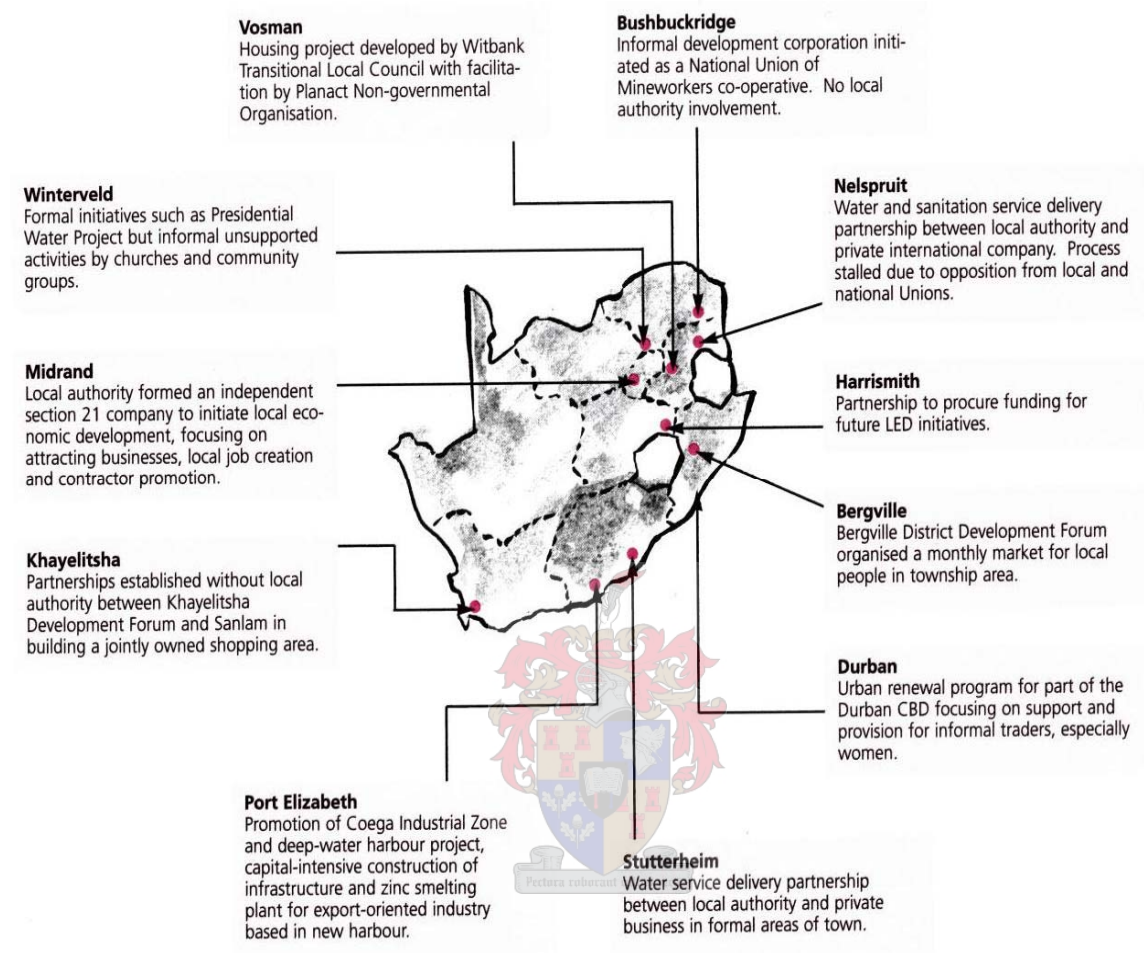 Vosman
Housing project developed by Witbank
Transitional Local Council with facilita-
tion by Planact Non-governmental
Organisation.
Bushbuckridge
Informal development corporation initi-
ated as a National Union of
Mineworkers co-operative. No local
authority involvement.
Winterveld
Formal initiatives such as Presidential
Water Project but informal unsupported
activities by churches and community
groups.
Nelspruit
Water and sanitation service delivery
partnership between local authority and
private international company. Process
stalled due to opposition from local and
national Unions.
Midrand
Local authority formed an independent
section 21 company to initiate local eco-
nomic development, focusing on
attracting businesses, local job creation
and contractor promotion.
Harrismith
Partnership to procure funding for
future LED initiatives.
Bergville
Bergville District Development Forum
organised a monthly market for local
people in township area.
Khayelitsha
Partnerships established without local
authority between Khayelitsha
Development Forum and Sanlam in
building a jointly owned shopping area.
Durban
Urban renewal program for part of the
Durban CBD focusing on support and
provision for informal traders, especially
women.
Port Elizabeth
Promotion of Coega Industrial Zone
and deep-water harbour project,
capital-intensive construction of
infrastructure and zinc smelting
plant for export-oriented industry
based in new harbour.
Stutterheim
Water service delivery partnership
between local authority and private
business in formal areas of town.
Pectora roborant